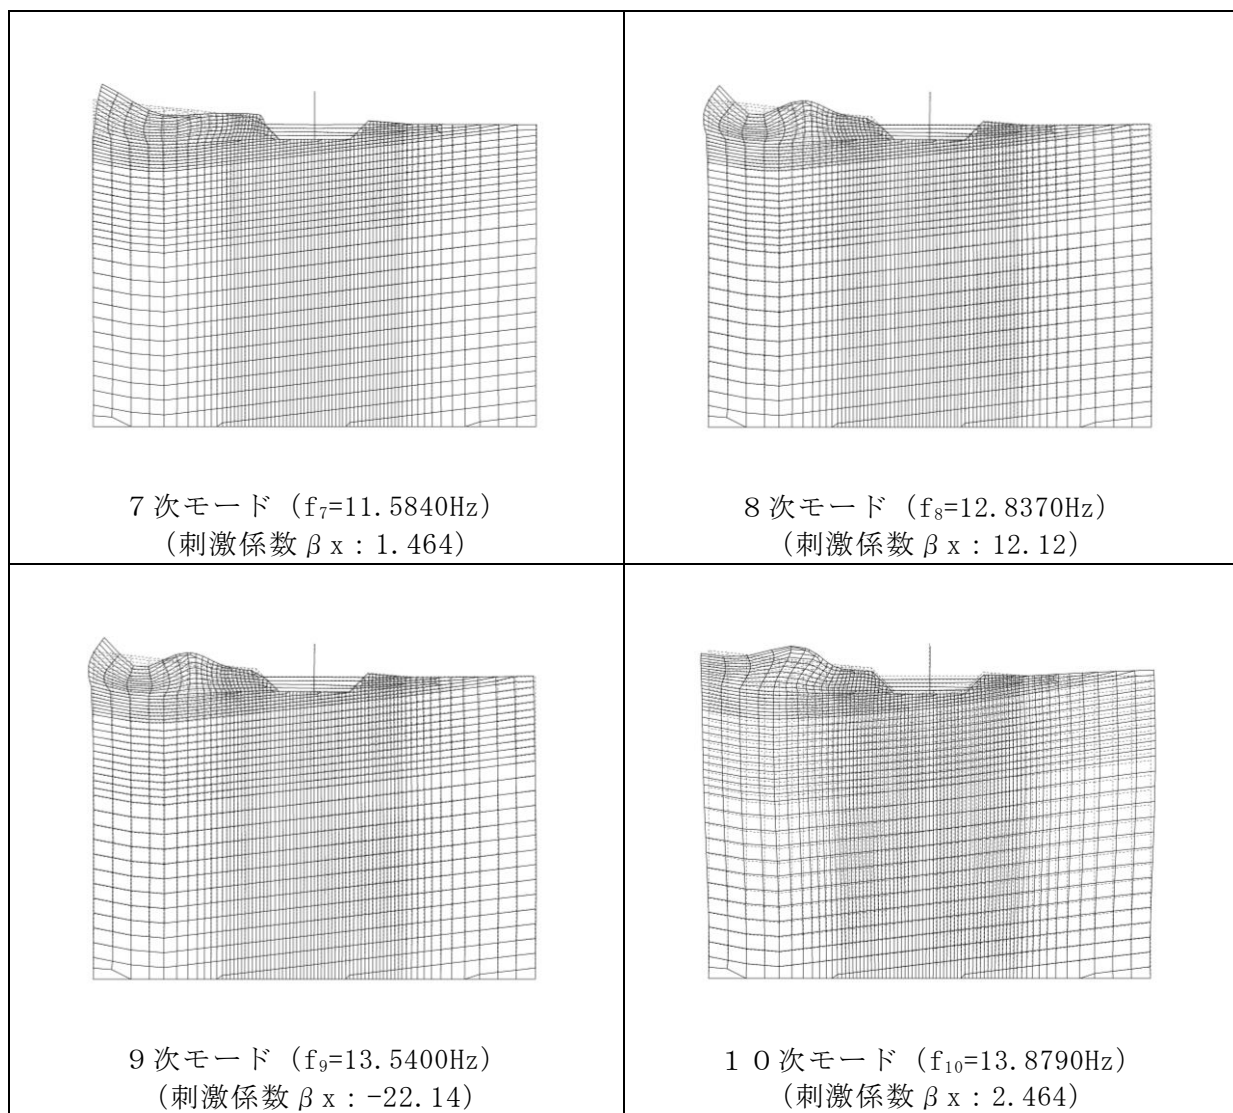 7次モード (f₇=11.5840Hz)
(刺激係数βx:1.464)
8次モード (f₈=12.8370Hz)
(刺激係数βx:12.12)
9次モード (f₉=13.5400Hz)
(刺激係数βx:-22.14)
10次モード (f₁₀=13.8790Hz)
(刺激係数βx:2.464)